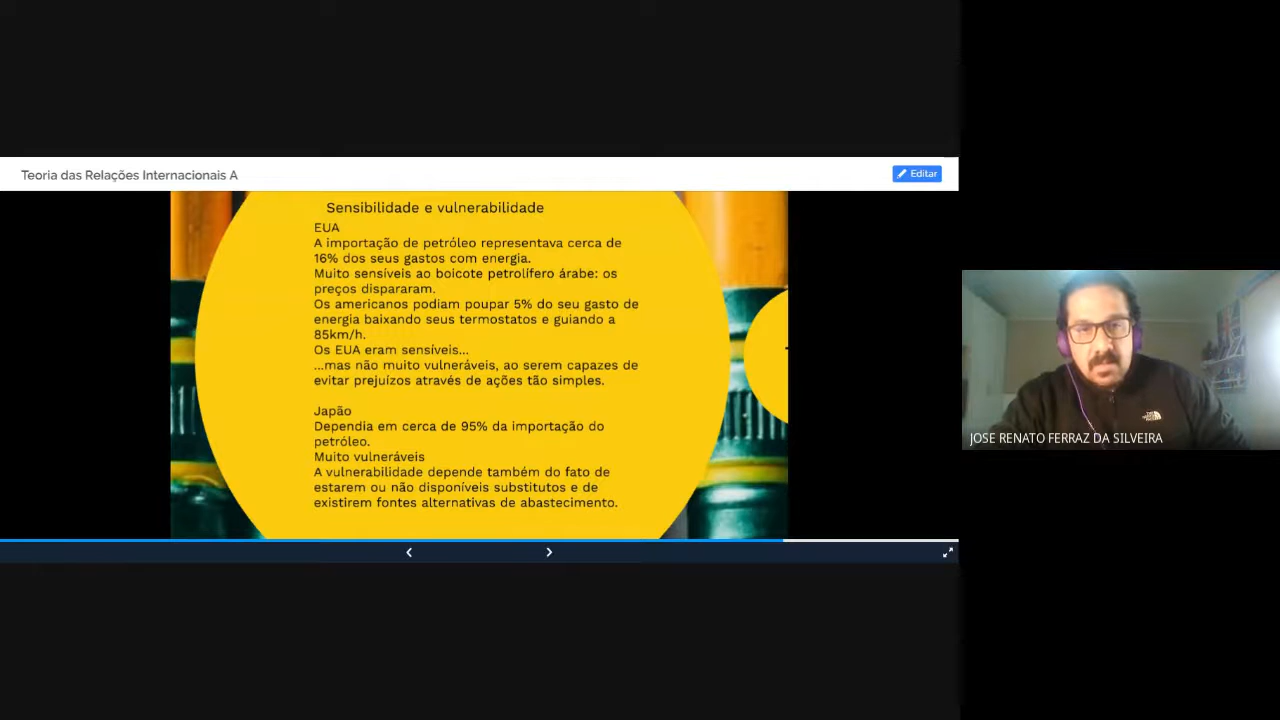 Teoria das Relações Internacionais A
Editar
Sensibilidade e vulnerabilidade
EUA
A importação de petróleo representava cerca de
16% dos seus gastos com energia.
Muito sensíveis ao boicote petrolífero árabe: os
preços dispararam.
Os americanos podiam poupar 5% do seu gasto de
energia baixando seus termostatos e guiando a
85km/h.
Os EUA eram sensíveis...
...mas não muito vulneráveis, ao serem capazes de
evitar prejuízos através de ações tão simples.
Japão
Dependia em cerca de 95% da importação do
petróleo.
Muito vulneráveis
A vulnerabilidade depende também do fato de
estarem ou não disponíveis substitutos e de
existirem fontes alternativas de abastecimento.
JOSE RENATO FERRAZ DA SILVEIRA